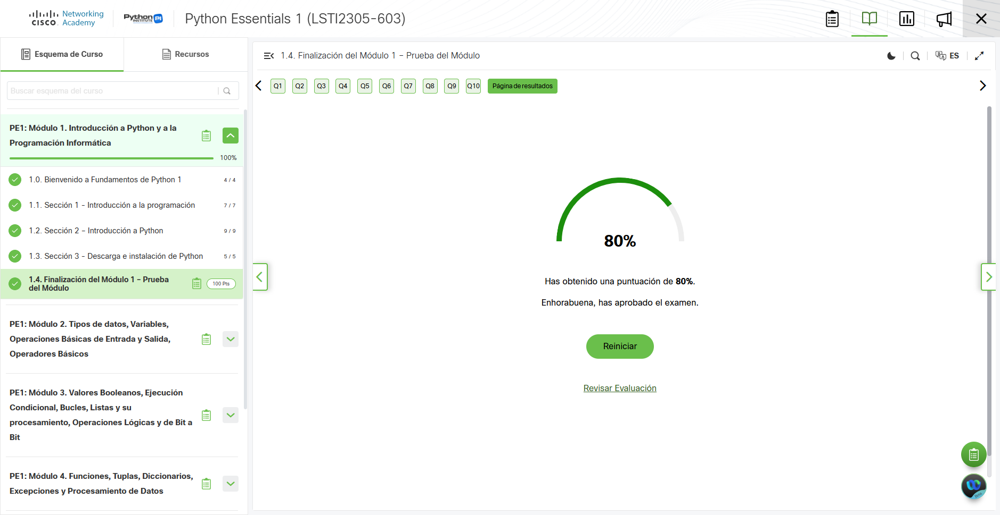 Networking
Academy
CISCO
Python
INSTITUTE
PI
Python Essentials 1 (LSTI2305-603)
Esquema de Curso
Recursos
Buscar esquema del curso
PE1: Módulo 1. Introducción a Python y a la
Programación Informática
100%
1.0. Bienvenido a Fundamentos de Python 1
4 / 4
1.1. Sección 1 - Introducción a la programación
7 / 7
1.2. Sección 2 - Introducción a Python
9 / 9
1.3. Sección 3 - Descarga e instalación de Python
5 / 5
1.4. Finalización del Módulo 1 - Prueba
del Módulo
100 Pts
PE1: Módulo 2. Tipos de datos, Variables,
Operaciones Básicas de Entrada y Salida,
Operadores Básicos
PE1: Módulo 3. Valores Booleanos, Ejecución
Condicional, Bucles, Listas y su
procesamiento, Operaciones Lógicas y de Bit a
Bit
PE1: Módulo 4. Funciones, Tuplas, Diccionarios,
Excepciones y Procesamiento de Datos
1.4. Finalización del Módulo 1 - Prueba del Módulo
ES
Q1 Q2 Q3 Q4 Q5 Q6 Q7 Q8 Q9 Q10 Página de resultados
80%
Has obtenido una puntuación de 80%.
Enhorabuena, has aprobado el examen.
Reiniciar
Revisar Evaluación
Beta